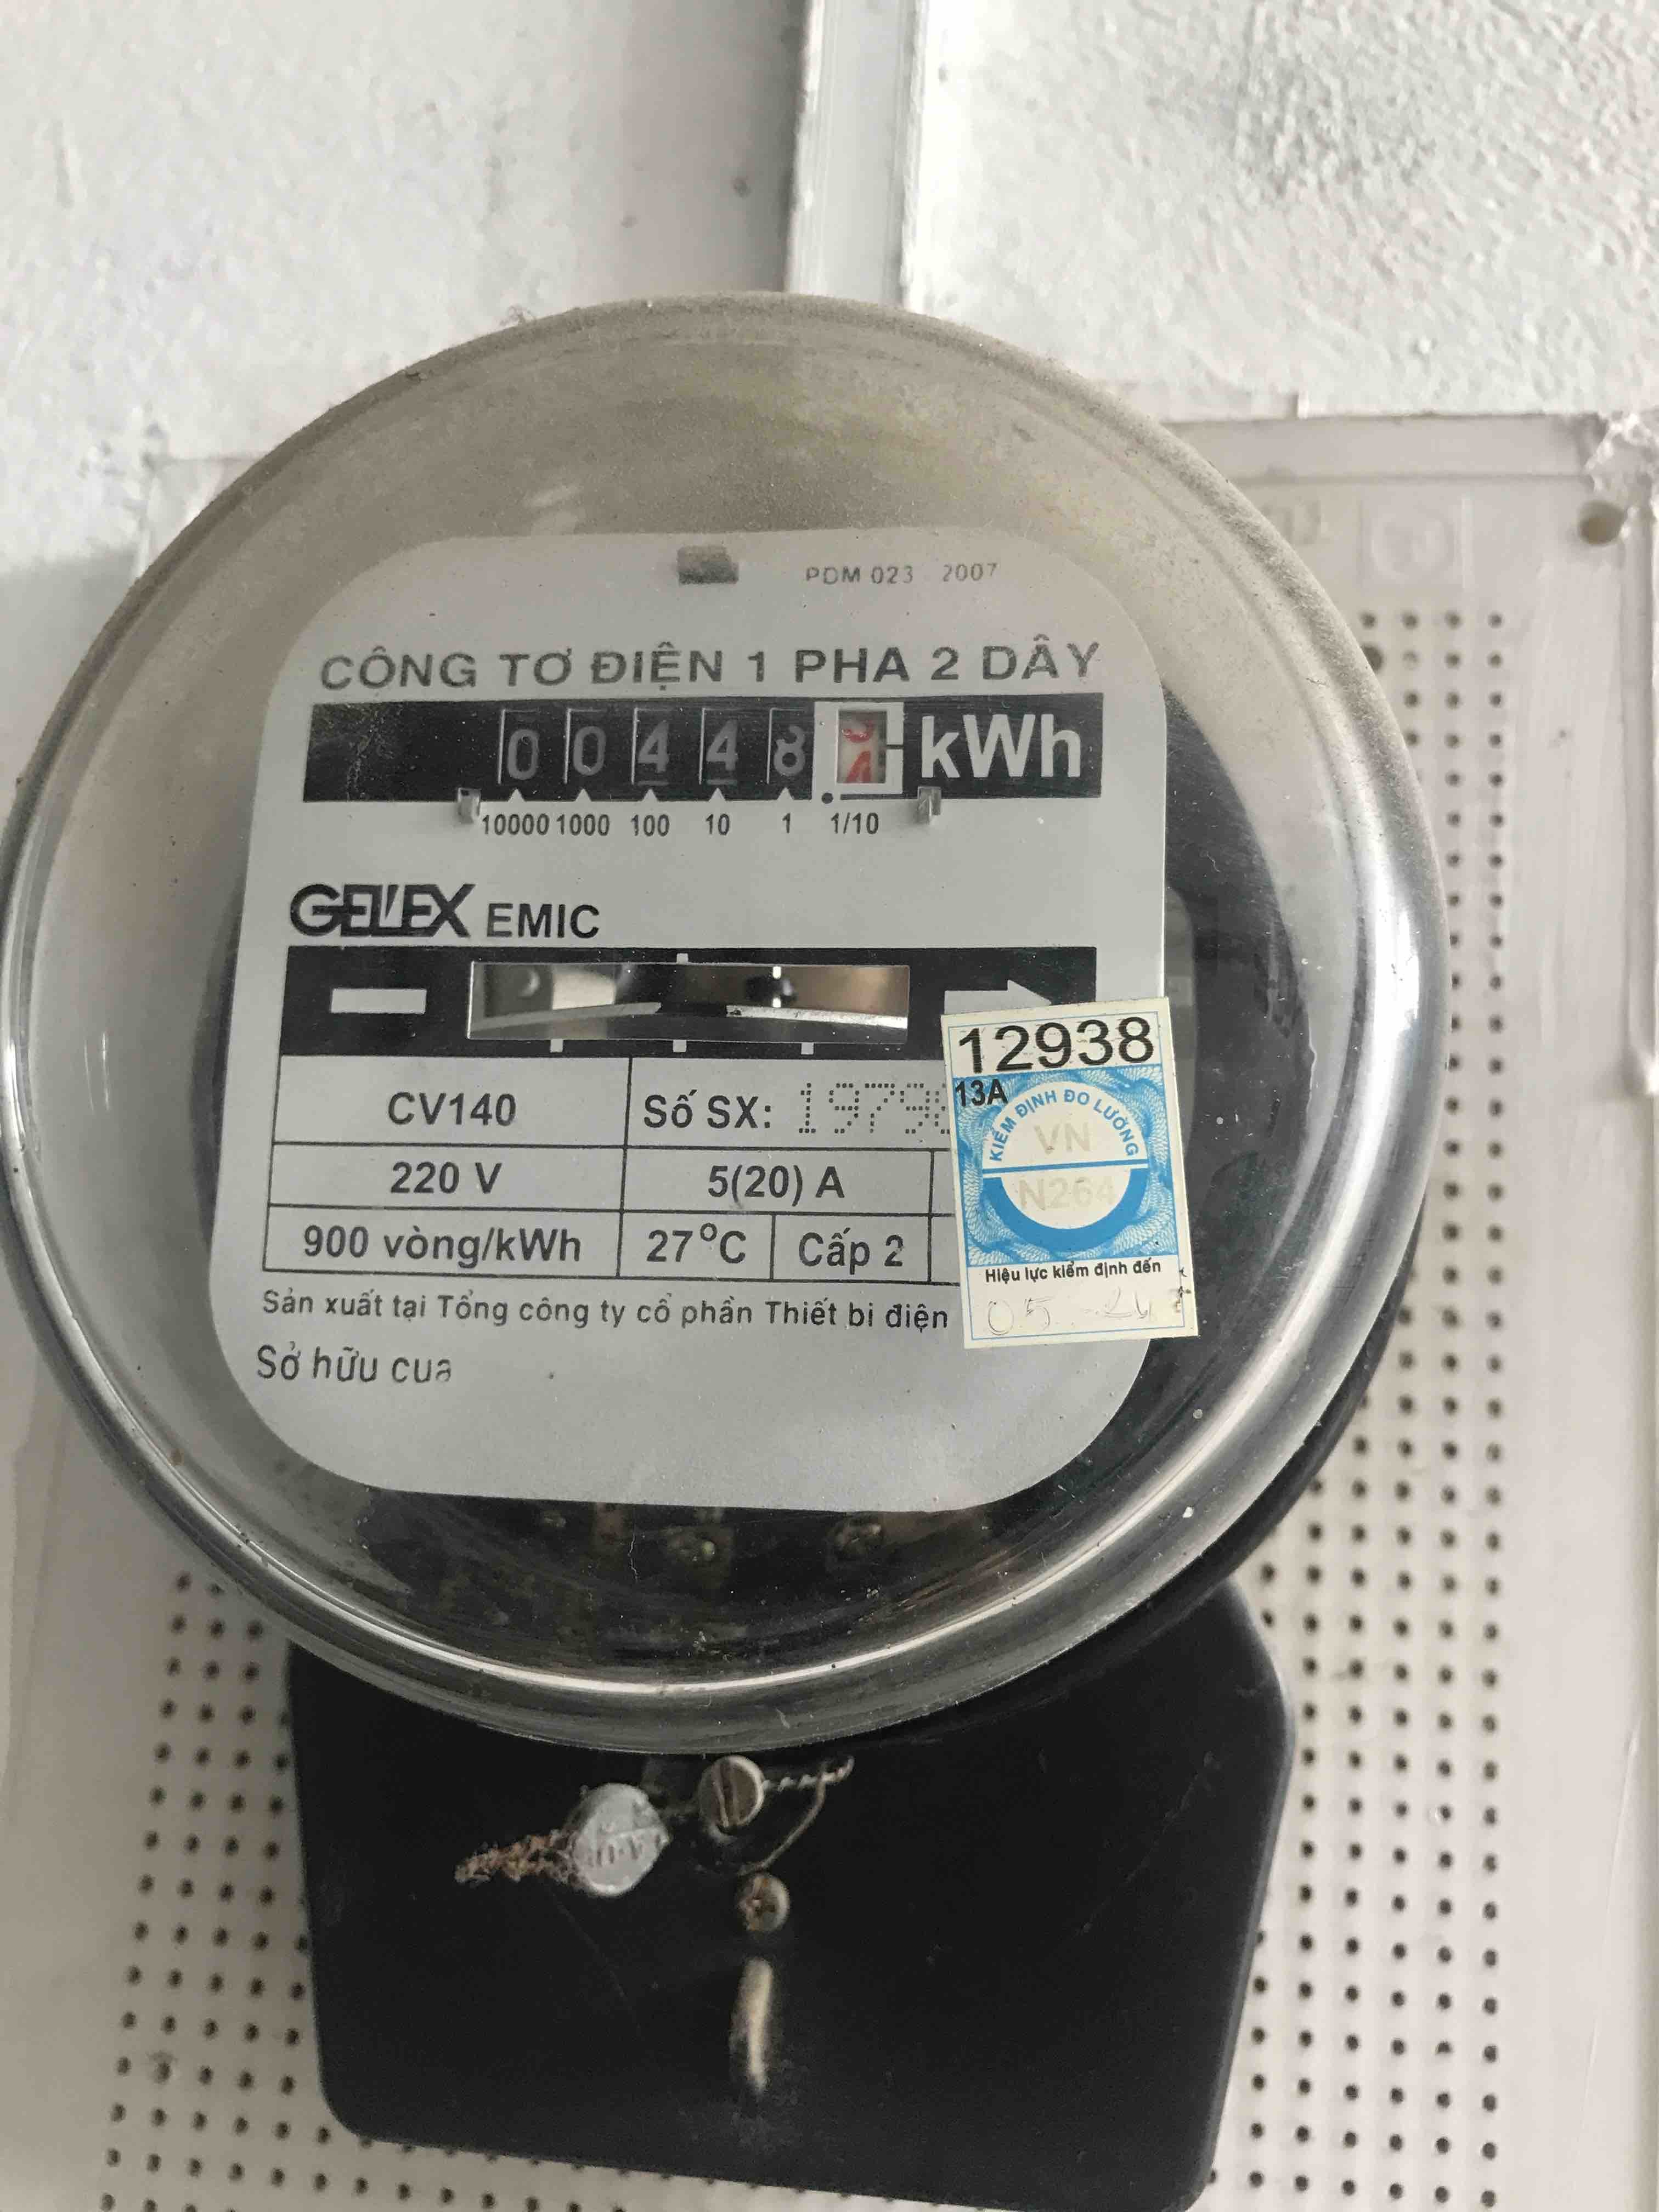 PDM 023 2007
CÔNG TƠ ĐIỆN 1 PHA 2 DÂY
0 0 4 4 8 kWh
10000 1000 100 10 1 1/10
GELEX EMIC
CV140
Số SX: 1979
220 V
5(20) A
900 vòng/kWh
27°C
Cấp 2
Sản xuất tại Tổng công ty cổ phần Thiết bị điện
Sở hữu của
12938
13A
KIỂM ĐỊNH ĐO LƯỜNG
VN
N264
Hiệu lực kiểm định đến
05